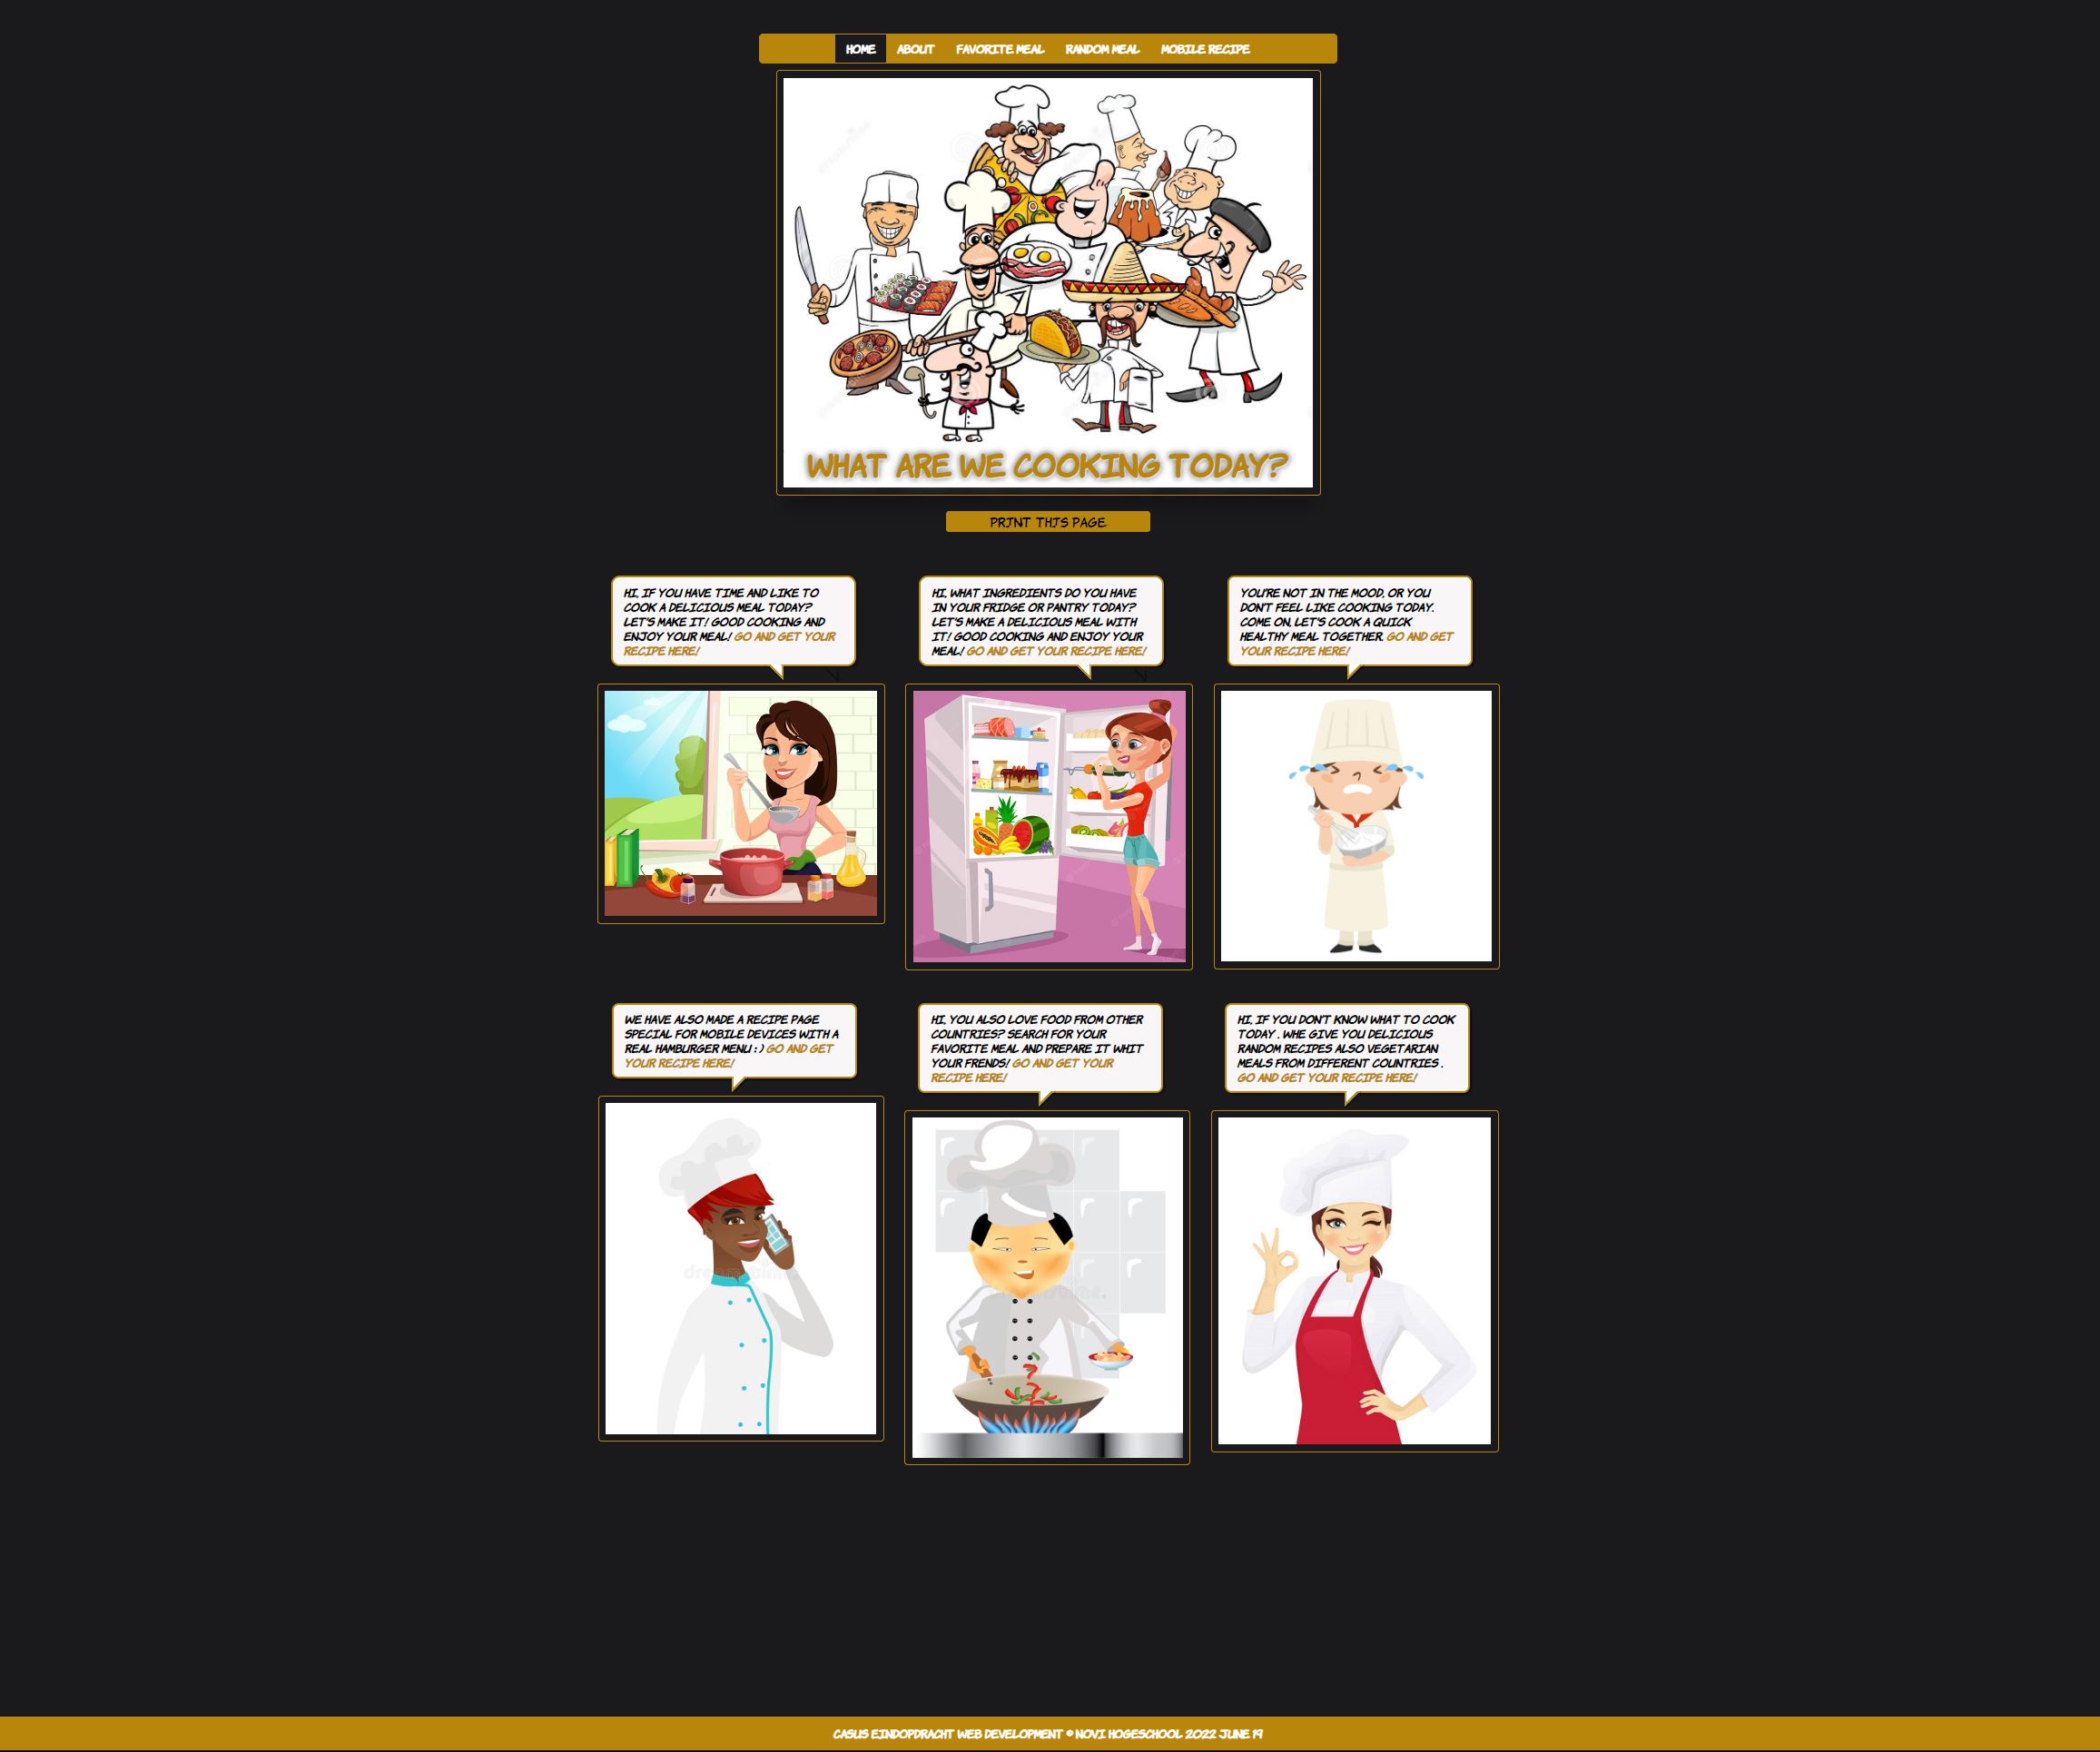 HOME ABOUT FAVORITE MEAL RANDOM MEAL MOBILE RECIPE
WHAT ARE WE COOKING TODAY?
PRINT THIS PAGE
HI, IF YOU HAVE TIME AND LIKE TO
COOK A DELICIOUS MEAL TODAY?
LET'S MAKE IT! GOOD COOKING AND
ENJOY YOUR MEAL! GO AND GET YOUR
RECIPE HERE!
HI, WHAT INGREDIENTS DO YOU HAVE
IN YOUR FRIDGE OR PANTRY TODAY?
LET'S MAKE A DELICIOUS MEAL WITH
IT! GOOD COOKING AND ENJOY YOUR
MEAL! GO AND GET YOUR RECIPE HERE!
YOU'RE NOT IN THE MOOD, OR YOU
DON'T FEEL LIKE COOKING TODAY.
COME ON, LET'S COOK A QUICK
HEALTHY MEAL TOGETHER. GO AND GET
YOUR RECIPE HERE!
WE HAVE ALSO MADE A RECIPE PAGE
SPECIAL FOR MOBILE DEVICES WITH A
REAL HAMBURGER MENU : ) GO AND GET
YOUR RECIPE HERE!
HI, YOU ALSO LOVE FOOD FROM OTHER
COUNTRIES? SEARCH FOR YOUR
FAVORITE MEAL AND PREPARE IT WHIT
YOUR FRENDS! GO AND GET YOUR
RECIPE HERE!
HI, IF YOU DON'T KNOW WHAT TO COOK
TODAY . WHE GIVE YOU DELICIOUS
RANDOM RECIPES ALSO VEGETARIAN
MEALS FROM DIFFERENT COUNTRIES .
GO AND GET YOUR RECIPE HERE!
CASUS EINDOPDRACHT WEB DEVELOPMENT © NOVI HOGESCHOOL 2022 JUNE 19